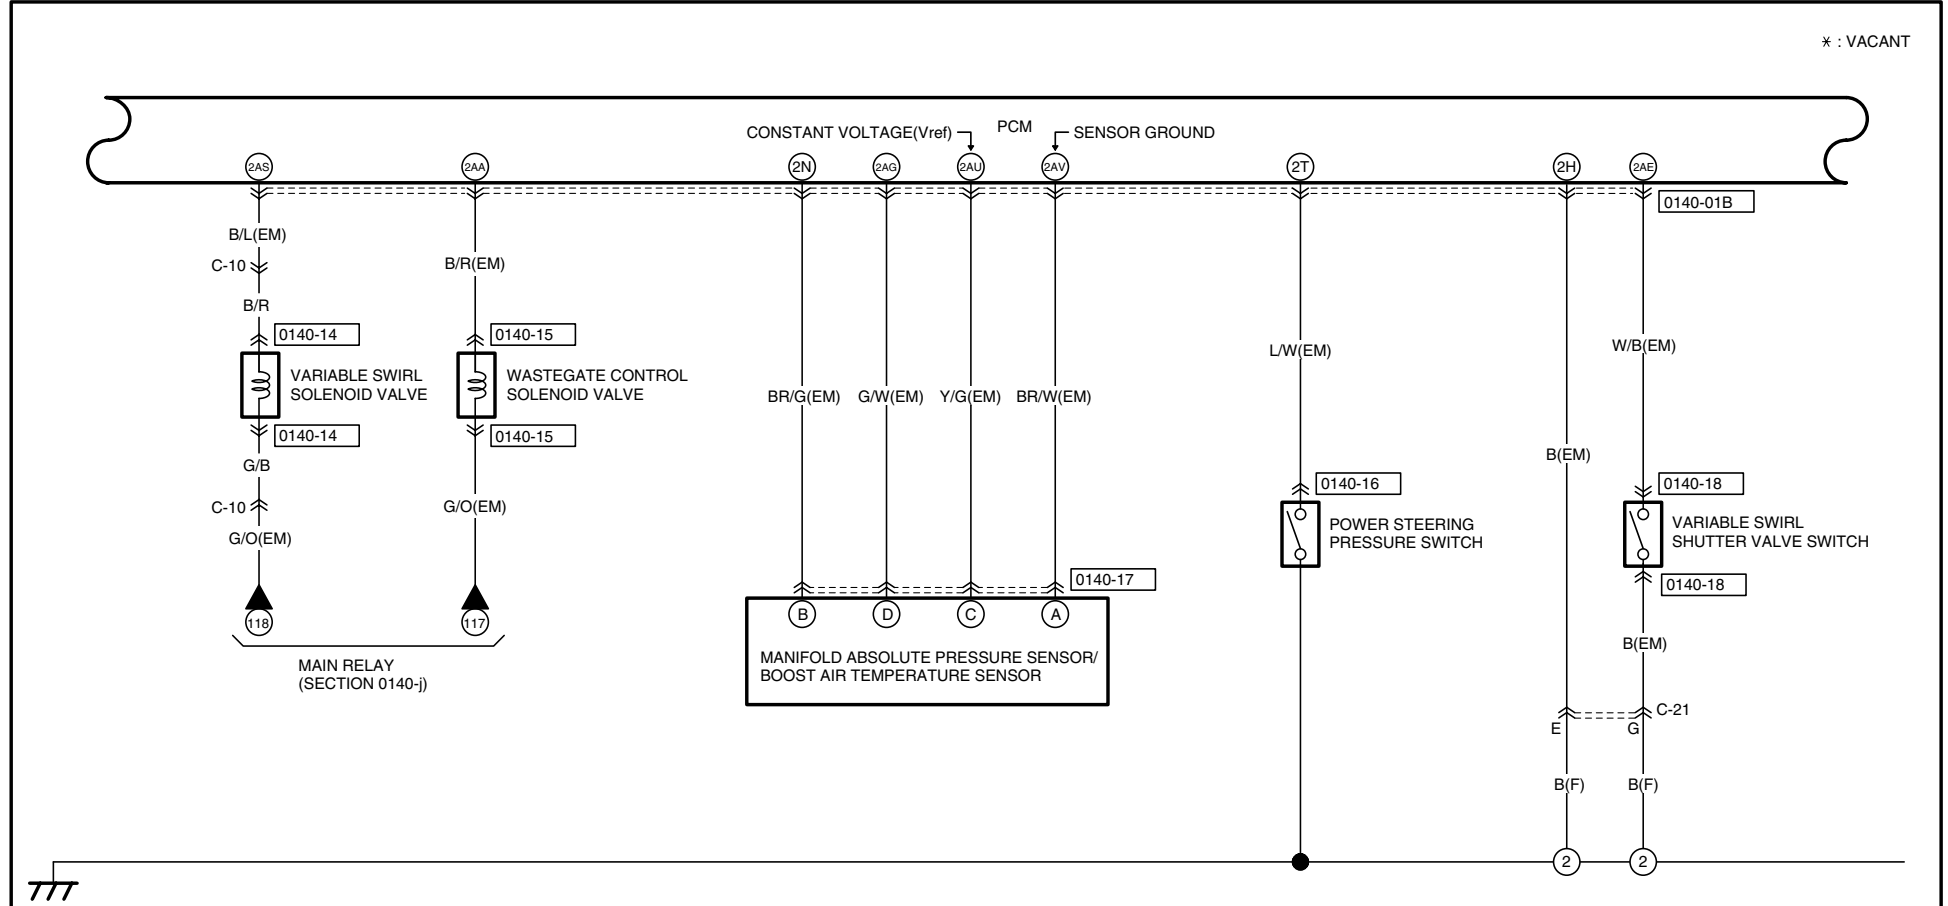 * : VACANT
CONSTANT VOLTAGE(Vref)
PCM
SENSOR GROUND
2AS
2AA
2N
2AG
2AU
2AV
2T
2H
2AE
0140-01B
B/L(EM)
C-10
B/R
B/R(EM)
0140-14
0140-15
VARIABLE SWIRL
SOLENOID VALVE
WASTEGATE CONTROL
SOLENOID VALVE
0140-14
0140-15
G/B
C-10
G/O(EM)
G/O(EM)
118
117
MAIN RELAY
(SECTION 0140-j)
BR/G(EM)
G/W(EM)
Y/G(EM)
BR/W(EM)
0140-17
B
D
C
A
MANIFOLD ABSOLUTE PRESSURE SENSOR/
BOOST AIR TEMPERATURE SENSOR
L/W(EM)
0140-16
POWER STEERING
PRESSURE SWITCH
B(EM)
W/B(EM)
0140-18
VARIABLE SWIRL
SHUTTER VALVE SWITCH
0140-18
B(EM)
C-21
E
G
B(F)
B(F)
2
2